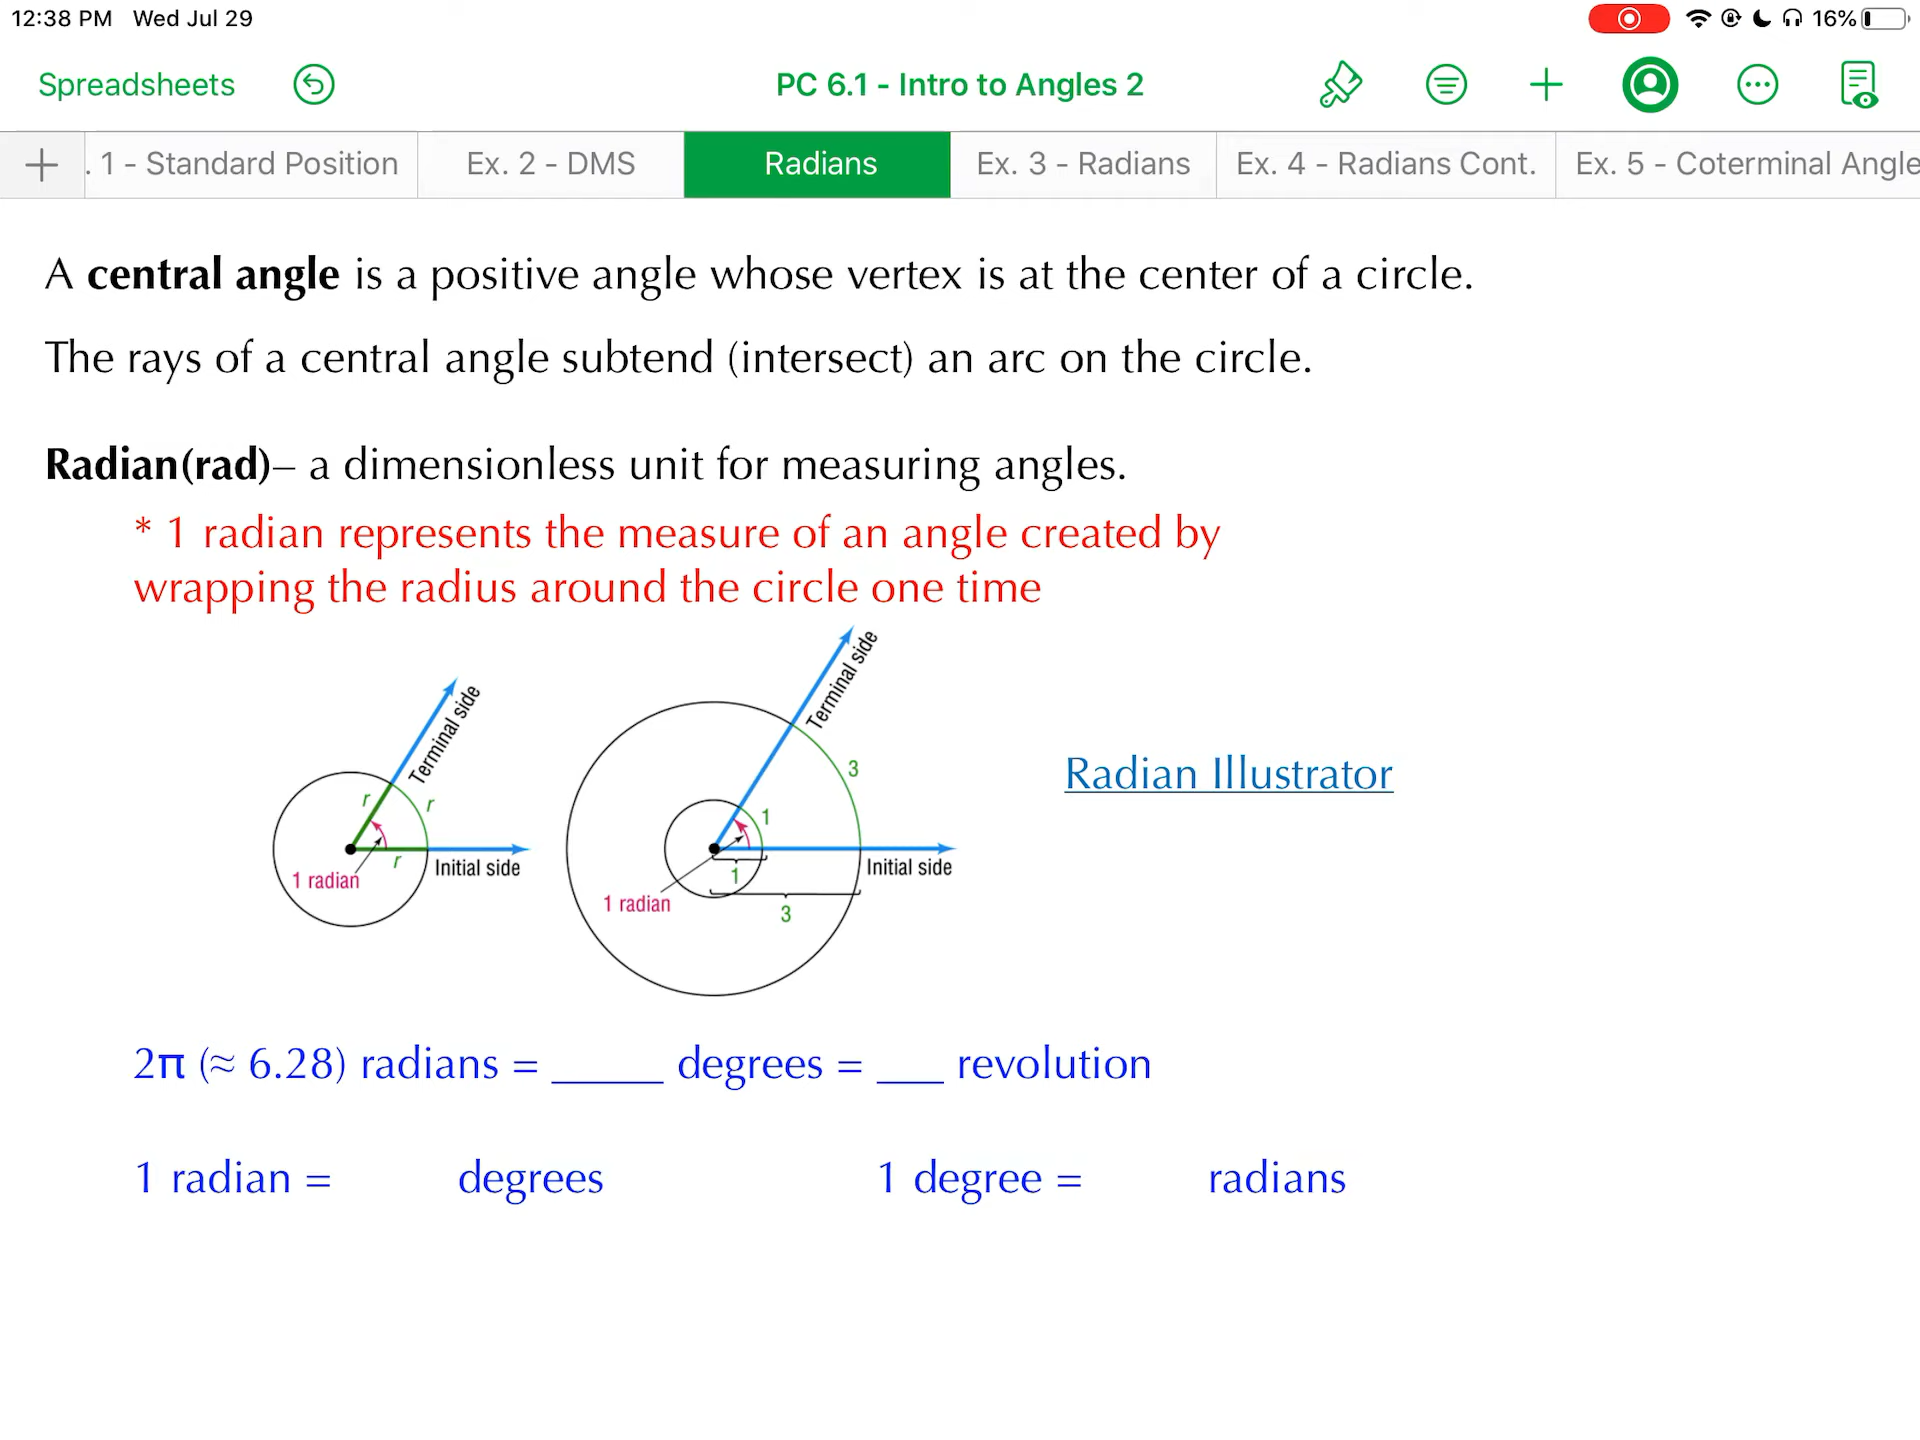 12:38 PM Wed Jul 29
16%
Spreadsheets
PC 6.1 - Intro to Angles 2
. 1 - Standard Position
Ex. 2 - DMS
Radians
Ex. 3 - Radians
Ex. 4 - Radians Cont.
Ex. 5 - Coterminal Angle
A central angle is a positive angle whose vertex is at the center of a circle.
The rays of a central angle subtend (intersect) an arc on the circle.
Radian(rad)– a dimensionless unit for measuring angles.
* 1 radian represents the measure of an angle created by
wrapping the radius around the circle one time
Terminal side
r
r
r
Initial side
1 radian
Terminal side
3
1
1
Initial side
1 radian
3
Radian Illustrator
2π (≈ 6.28) radians = _____ degrees = ___ revolution
1 radian = degrees
1 degree = radians